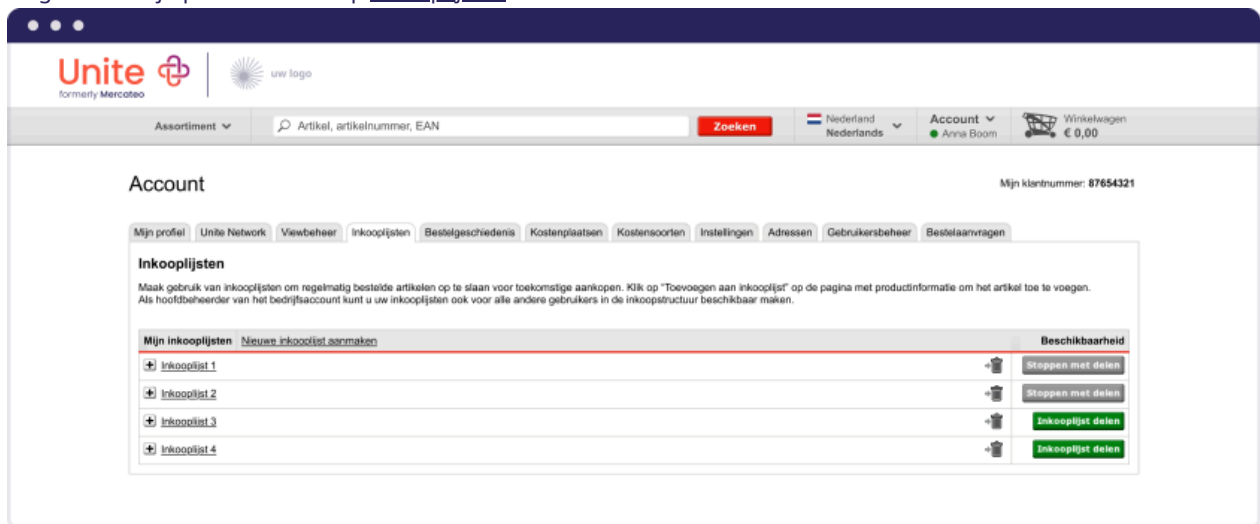 Unite
formerly Mercateo
uw logo
Assortiment
Artikel, artikelnummer, EAN
Zoeken
Nederland
Nederlands
Account
Anna Boom
Winkelwagen
€ 0,00
Account
Mijn klantnummer: 87654321
Mijn profiel Unite Network Viewbeheer Inkooplijsten Bestelgeschiedenis Kostenplaatsen Kostensoorten Instellingen Adressen Gebruikersbeheer Bestelaanvragen
Inkooplijsten
Maak gebruik van inkooplijsten om regelmatig bestelde artikelen op te slaan voor toekomstige aankopen. Klik op "Toevoegen aan inkooplijst" op de pagina met productinformatie om het artikel toe te voegen.
Als hoofdbeheerder van het bedrijfsaccount kunt u uw inkooplijsten ook voor alle andere gebruikers in de inkoopstructuur beschikbaar maken.
Mijn inkooplijsten Nieuwe inkooplijst aanmaken Beschikbaarheid
Inkooplijst 1 Stoppen met delen
Inkooplijst 2 Stoppen met delen
Inkooplijst 3 Inkooplijst delen
Inkooplijst 4 Inkooplijst delen